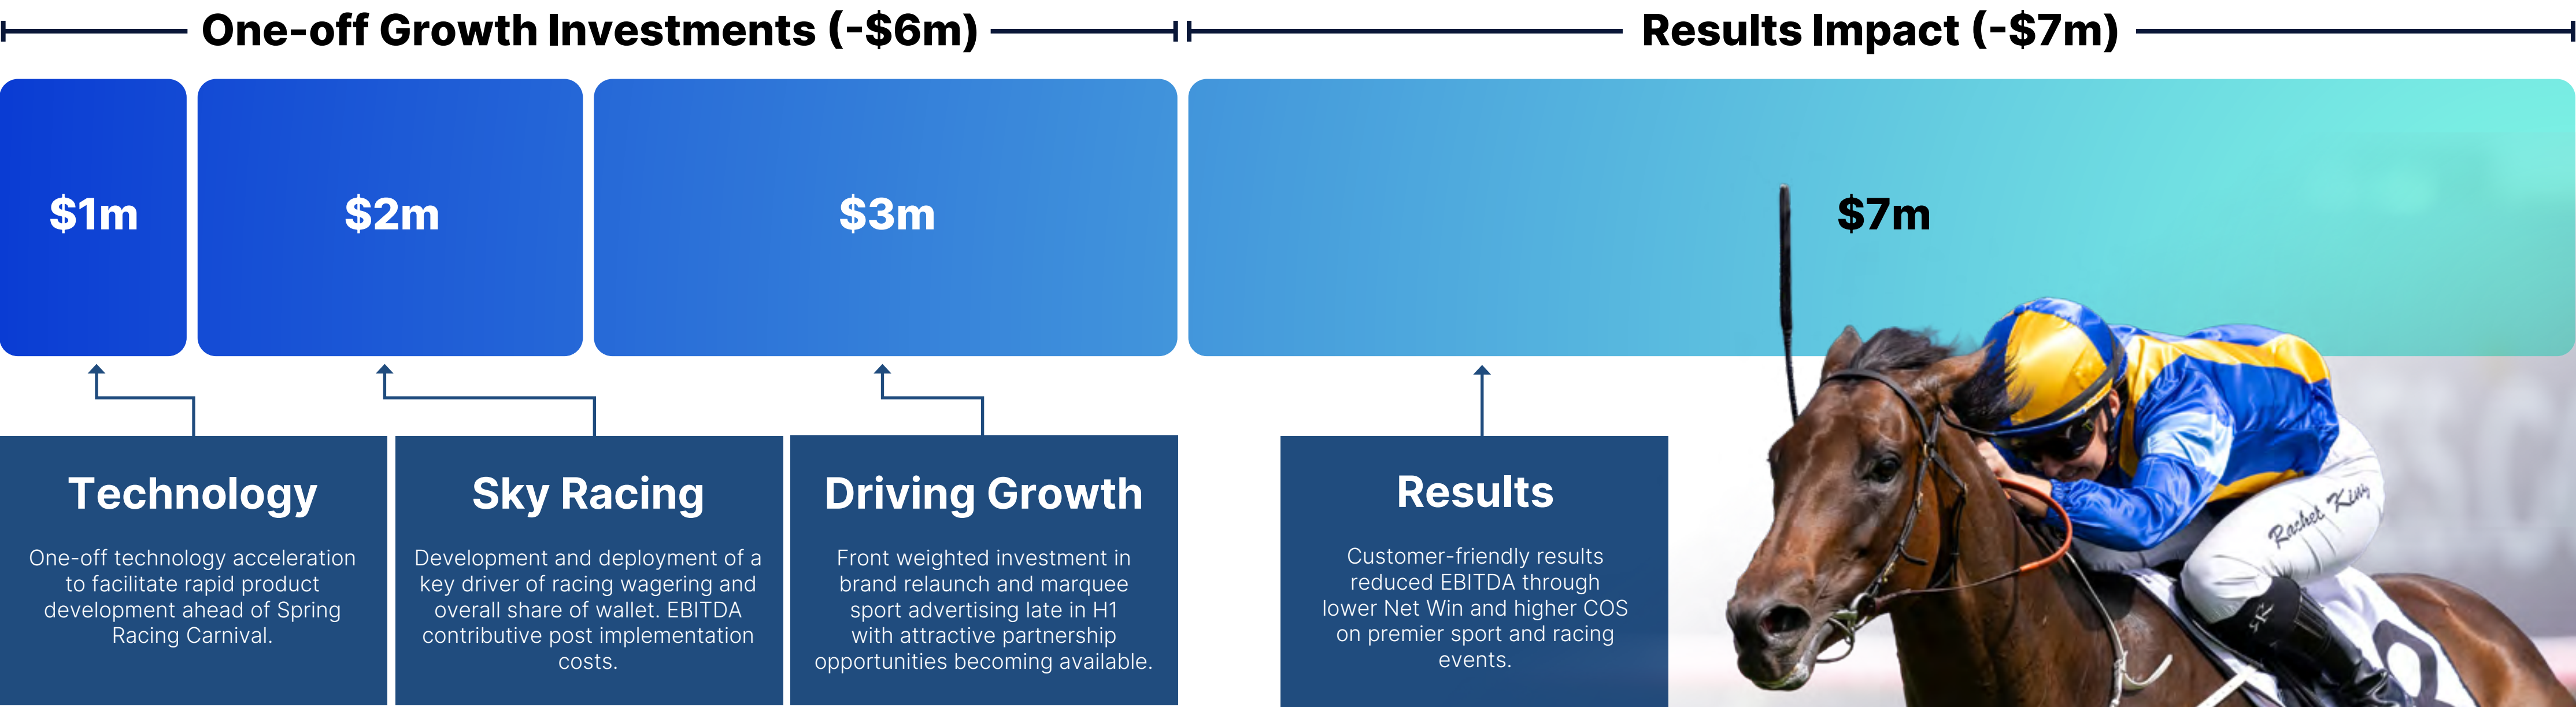 One-off Growth Investments (-$6m)
Results Impact (-$7m)
$1m
$2m
$3m
$7m
Technology
One-off technology acceleration
to facilitate rapid product
development ahead of Spring
Racing Carnival.
Sky Racing
Development and deployment of a
key driver of racing wagering and
overall share of wallet. EBITDA
contributive post implementation
costs.
Driving Growth
Front weighted investment in
brand relaunch and marquee
sport advertising late in H1
with attractive partnership
opportunities becoming available.
Results
Customer-friendly results
reduced EBITDA through
lower Net Win and higher COS
on premier sport and racing
events.
Rachel King